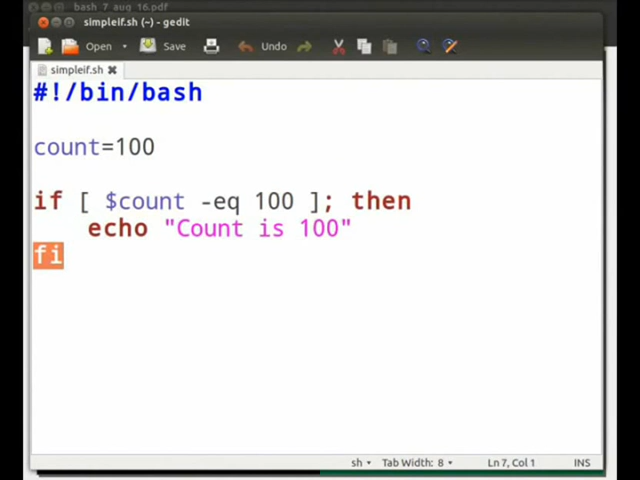 bash_7_aug_16.pdf
simpleif.sh (~) - gedit
Open Save Undo
simpleif.sh
#!/bin/bash
count=100
if [ $count -eq 100 ]; then
echo "Count is 100"
fi
sh Tab Width: 8 Ln 7, Col 1 INS